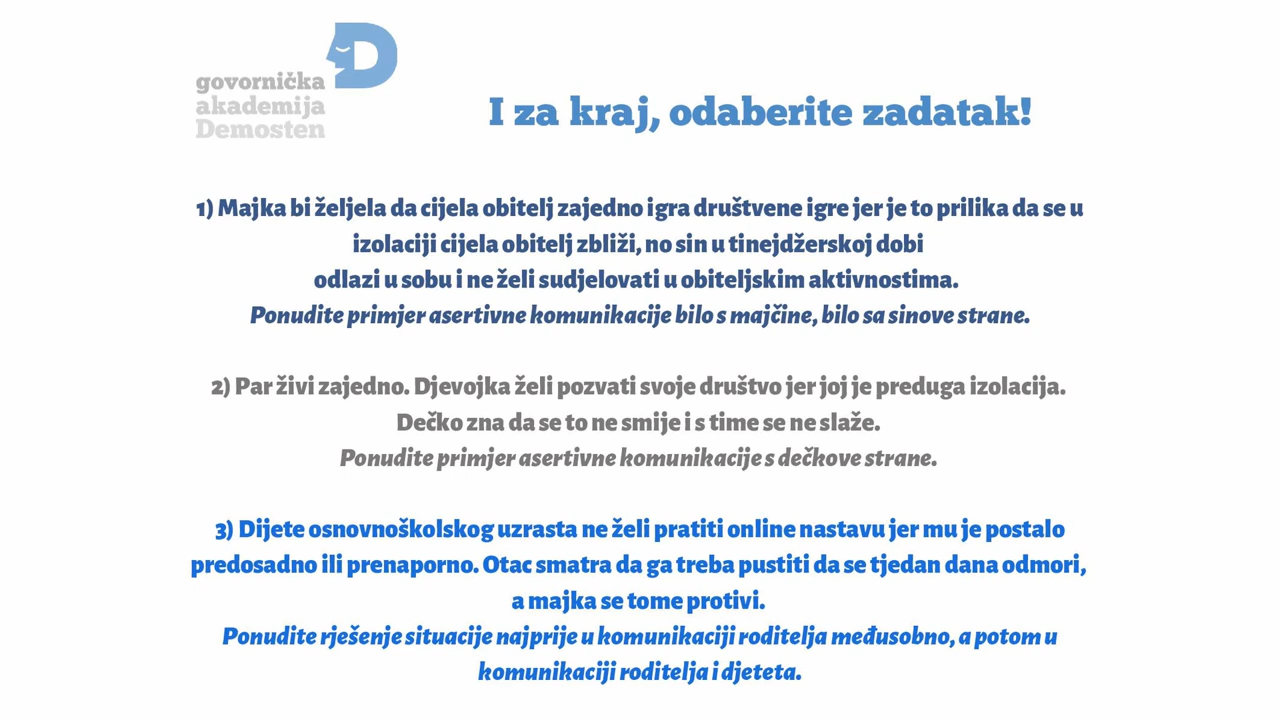 govornička
akademija
Demosten
I za kraj, odaberite zadatak!
1) Majka bi željela da cijela obitelj zajedno igra društvene igre jer je to prilika da se u
izolaciji cijela obitelj zbliži, no sin u tinejdžerskoj dobi
odlazi u sobu i ne želi sudjelovati u obiteljskim aktivnostima.
Ponudite primjer asertivne komunikacije bilo s majčine, bilo sa sinove strane.
2) Par živi zajedno. Djevojka želi pozvati svoje društvo jer joj je preduga izolacija.
Dečko zna da se to ne smije i s time se ne slaže.
Ponudite primjer asertivne komunikacije s dečkove strane.
3) Dijete osnovnoškolskog uzrasta ne želi pratiti online nastavu jer mu je postalo
predosadno ili prenaporno. Otac smatra da ga treba pustiti da se tjedan dana odmori,
a majka se tome protivi.
Ponudite rješenje situacije najprije u komunikaciji roditelja međusobno, a potom u
komunikaciji roditelja i djeteta.